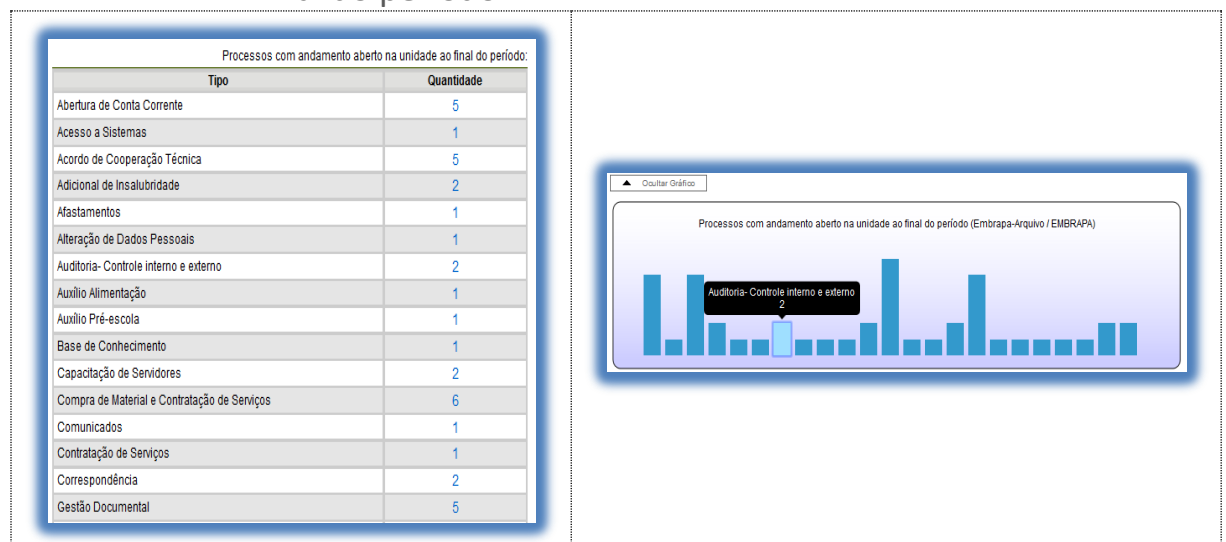 Processos com andamento aberto na unidade ao final do período:
Tipo Quantidade
Abertura de Conta Corrente 5
Acesso a Sistemas 1
Acordo de Cooperação Técnica 5
Adicional de Insalubridade 2
Afastamentos 1
Alteração de Dados Pessoais 1
Auditoria- Controle interno e externo 2
Auxílio Alimentação 1
Auxílio Pré-escola 1
Base de Conhecimento 1
Capacitação de Servidores 2
Compra de Material e Contratação de Serviços 6
Comunicados 1
Contratação de Serviços 1
Correspondência 2
Gestão Documental 5
Ocultar Gráfico
Processos com andamento aberto na unidade ao final do período (Embrapa-Arquivo / EMBRAPA)
Auditoria- Controle interno e externo
2